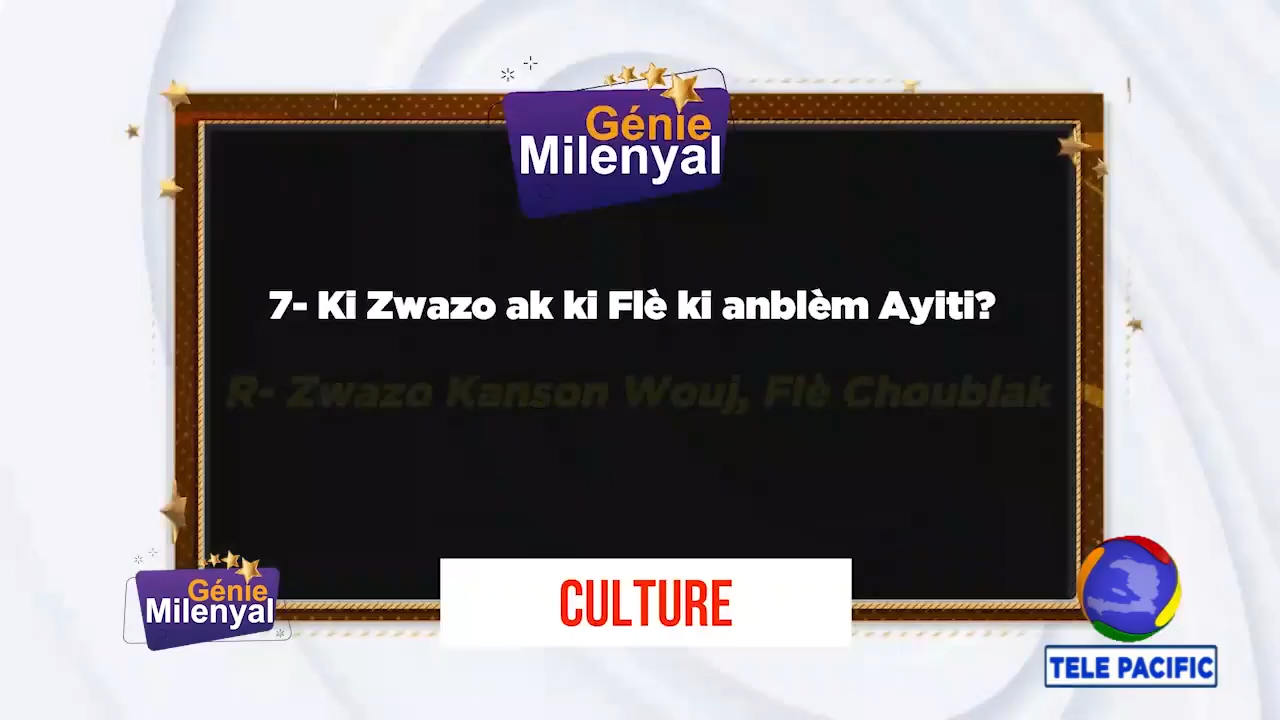 Génie
Milenyal
7- Ki Zwazo ak ki Flè ki anblèm Ayiti?
R- Zwazo Kanson Wouj, Flè Choublak
Génie
Milenyal
CULTURE
TELE PACIFIC